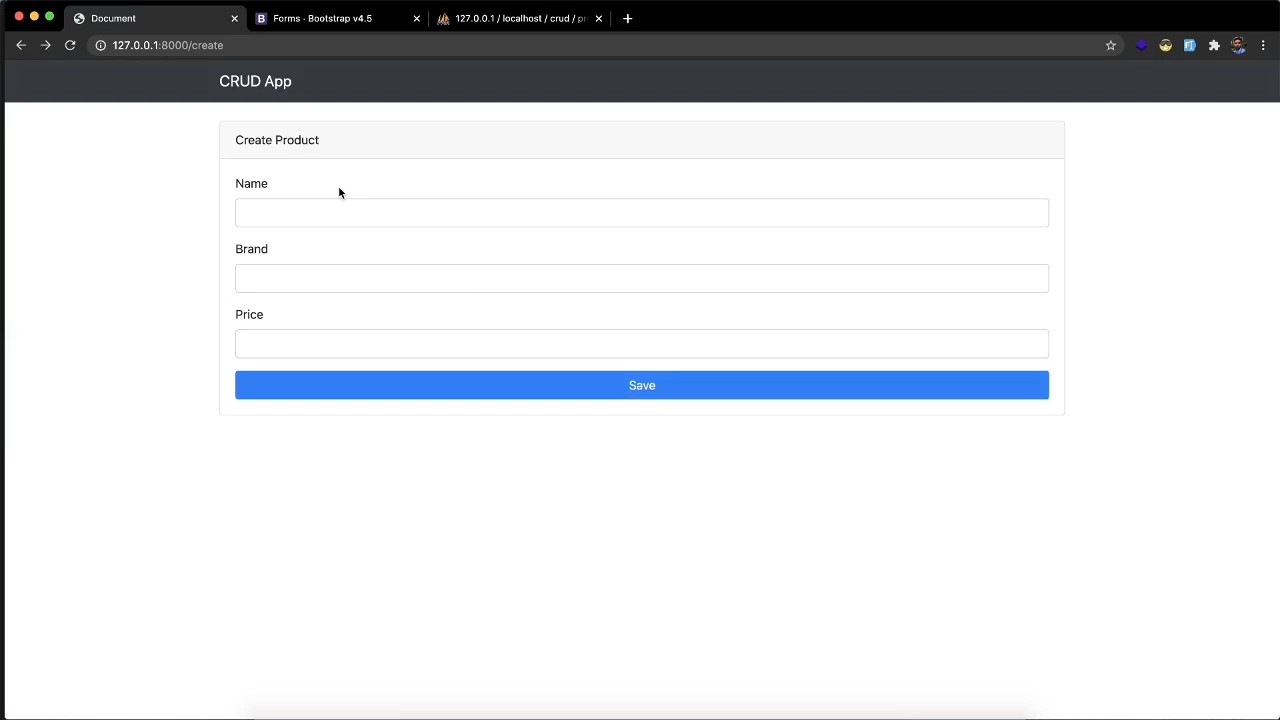 Document
B Forms · Bootstrap v4.5
127.0.0.1 / localhost / crud / pr
127.0.0.1:8000/create
CRUD App
Create Product
Name
Brand
Price
Save